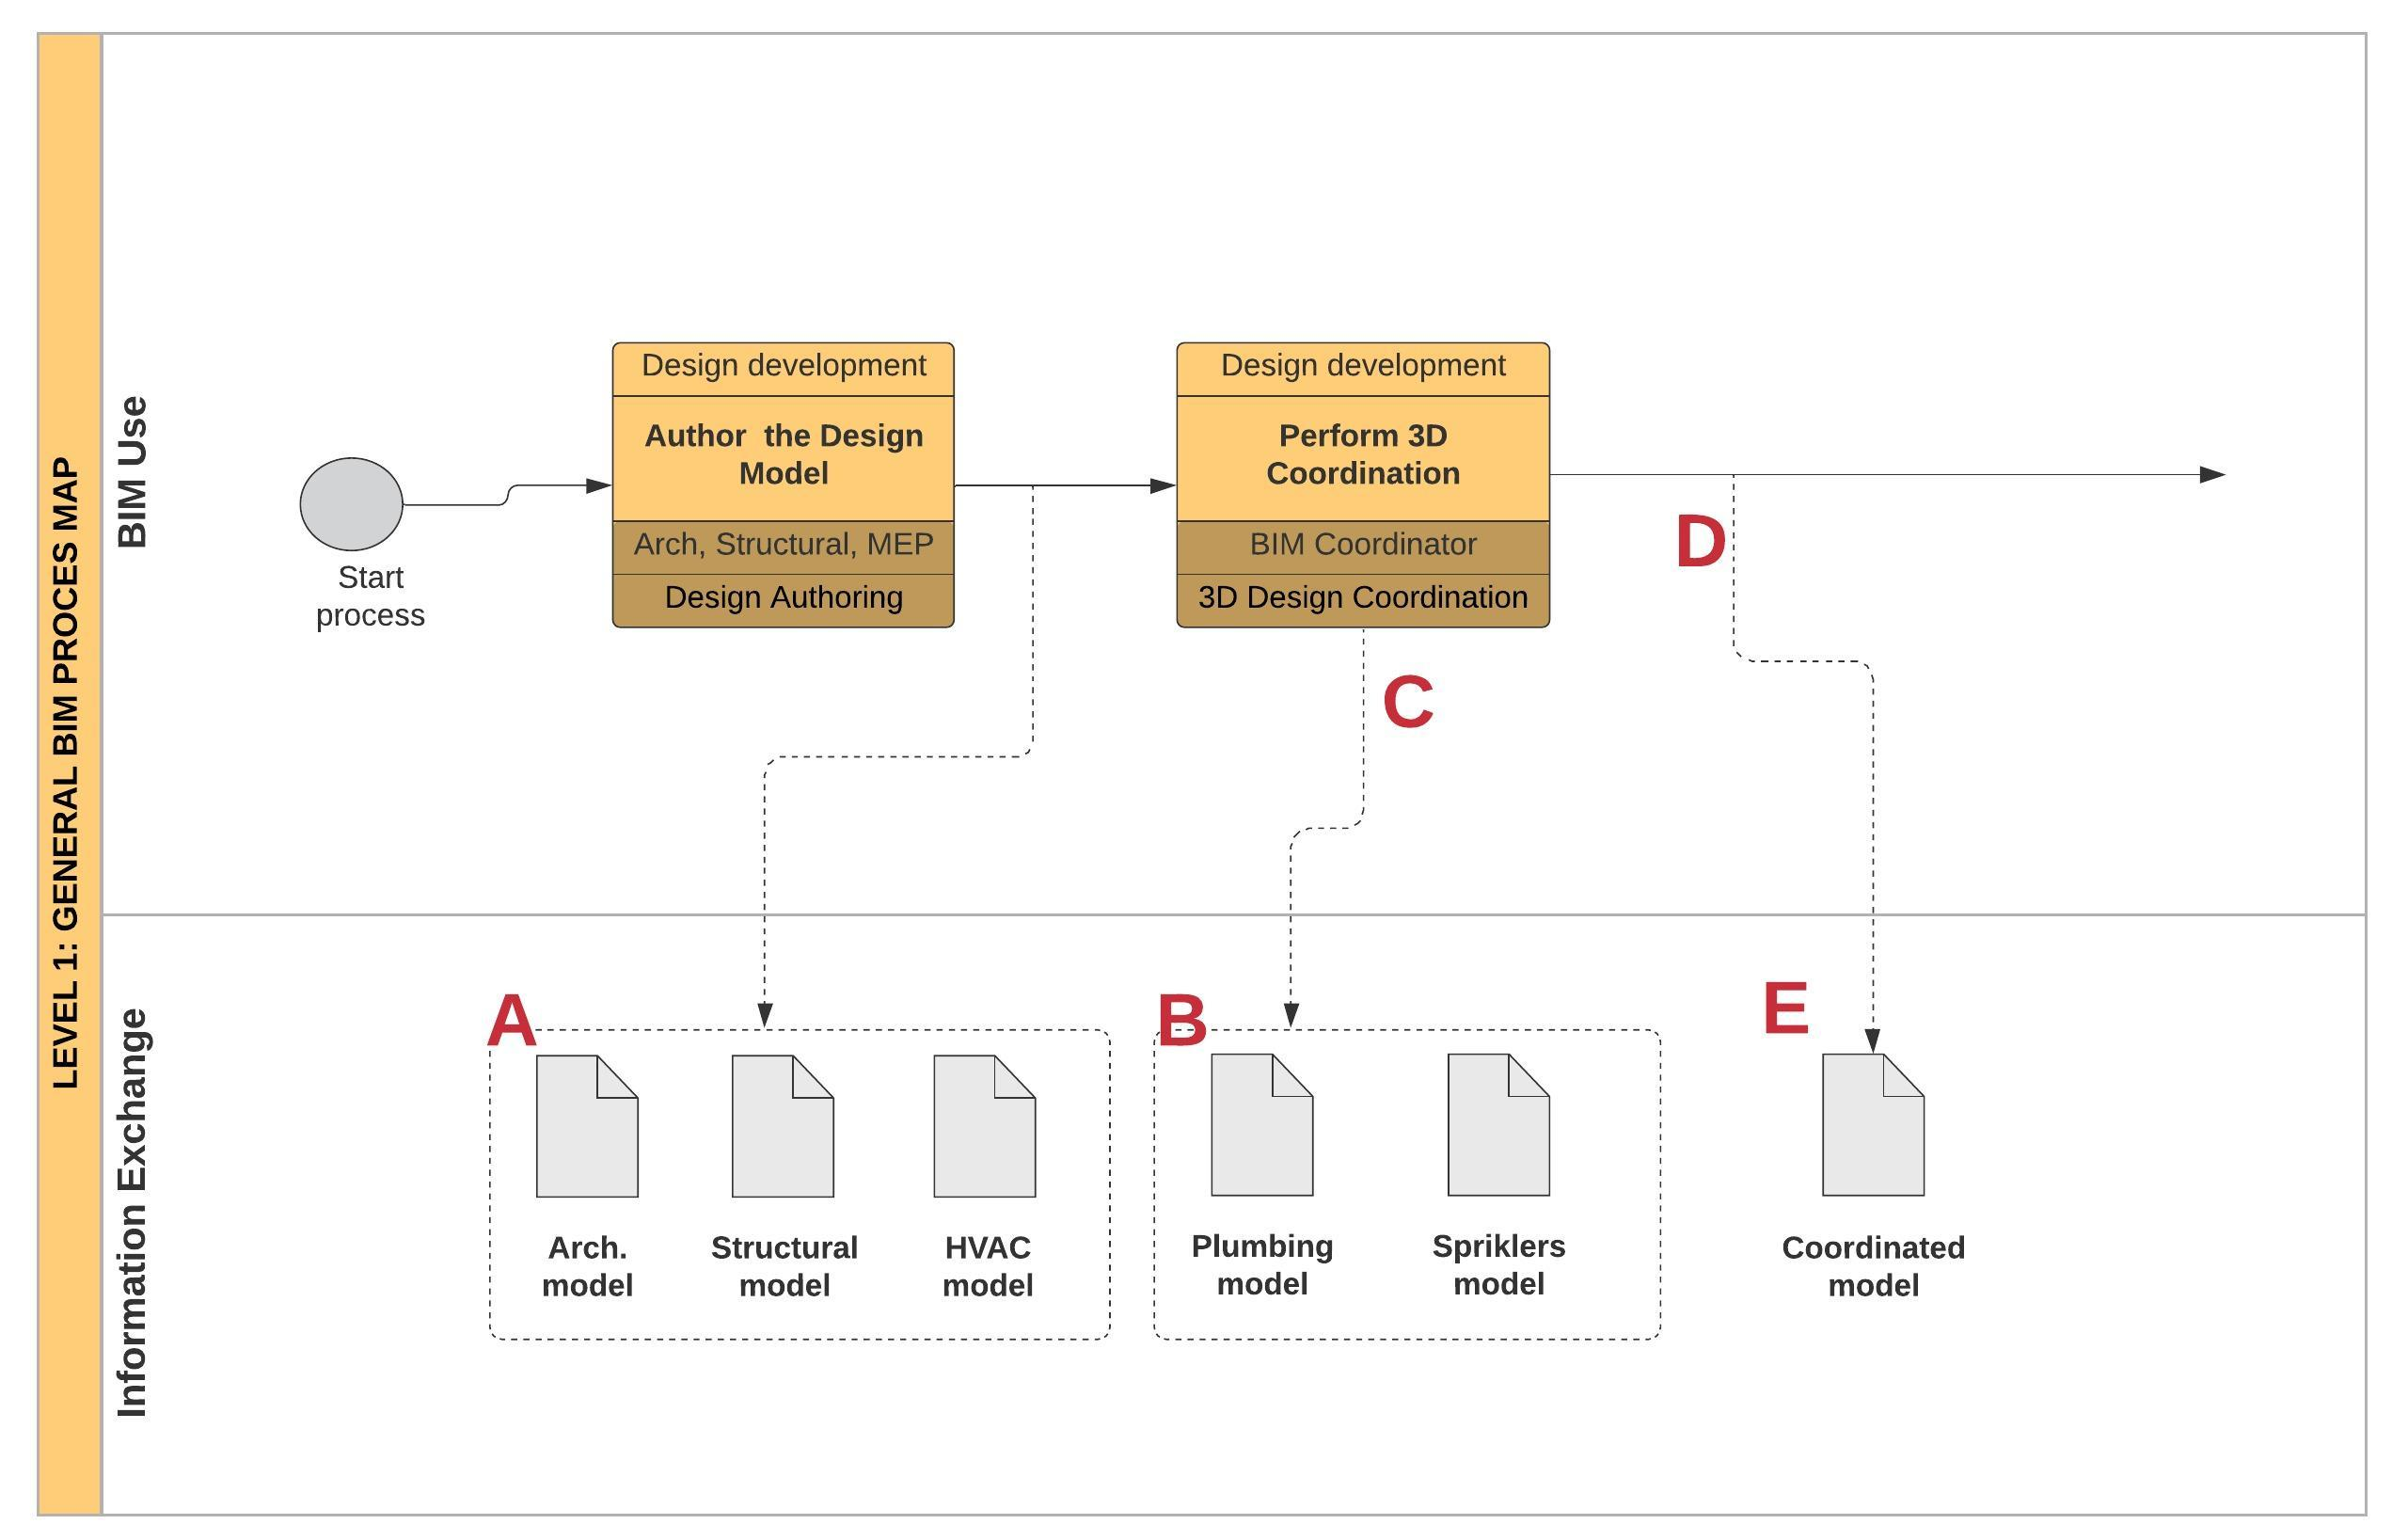 LEVEL 1: GENERAL BIM PROCES MAP
BIM Use
Start
process
Design development
Author  the Design
Model
Arch, Structural, MEP
Design Authoring
Design development
Perform 3D
Coordination
BIM Coordinator
3D Design Coordination
D
C
Information Exchange
A
Arch.
model
Structural
model
HVAC
model
B
Plumbing
model
Spriklers
model
E
Coordinated
model